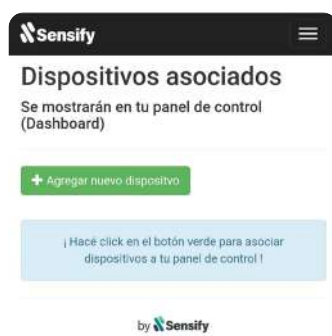 Sensify
Dispositivos asociados
Se mostrarán en tu panel de control
(Dashboard)
Agregar nuevo dispositvo
¡ Hacé click en el botón verde para asociar
dispositivos a tu panel de control !
by Sensify